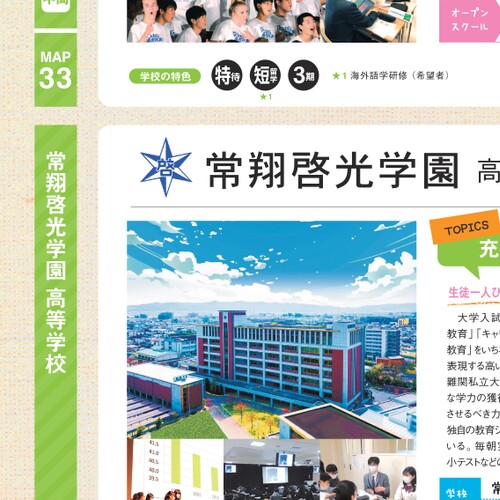 中高
MAP
33
オープン
スクール
学校の特色
特待
短留学
3期
★1 海外語学研修（希望者）
★1
常翔啓光学園 高等学校
啓
常翔啓光学園 高
TOPICS
充
生徒一人ひ
大学入試
教育」「キャ
教育」をいち
表現する高い
難関私立大
な学力の獲
させるべき力
独自の教育シ
いる。毎朝
小テストなどの
41.5
41.0
40.5
40.0
39.5
学校
常